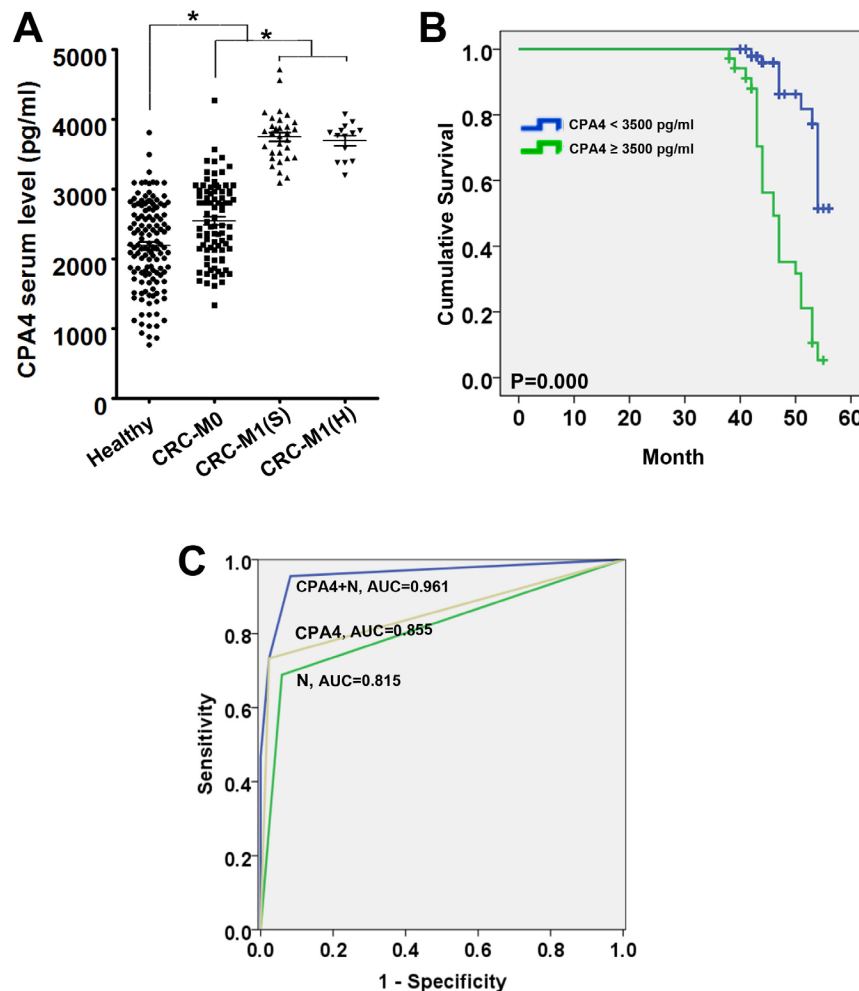 A
*
*
CPA4 serum level (pg/ml)
5000
4000
3000
2000
1000
0
Healthy
CRC-M0
CRC-M1(S)
CRC-M1(H)
B
Cumulative Survival
1.0
0.8
0.6
0.4
0.2
0.0
CPA4 < 3500 pg/ml
CPA4 ≥ 3500 pg/ml
P=0.000
0 10 20 30 40 50 60
Month
C
Sensitivity
1.0
0.8
0.6
0.4
0.2
0.0
CPA4+N, AUC=0.961
CPA4, AUC=0.855
N, AUC=0.815
0.0 0.2 0.4 0.6 0.8 1.0
1 - Specificity